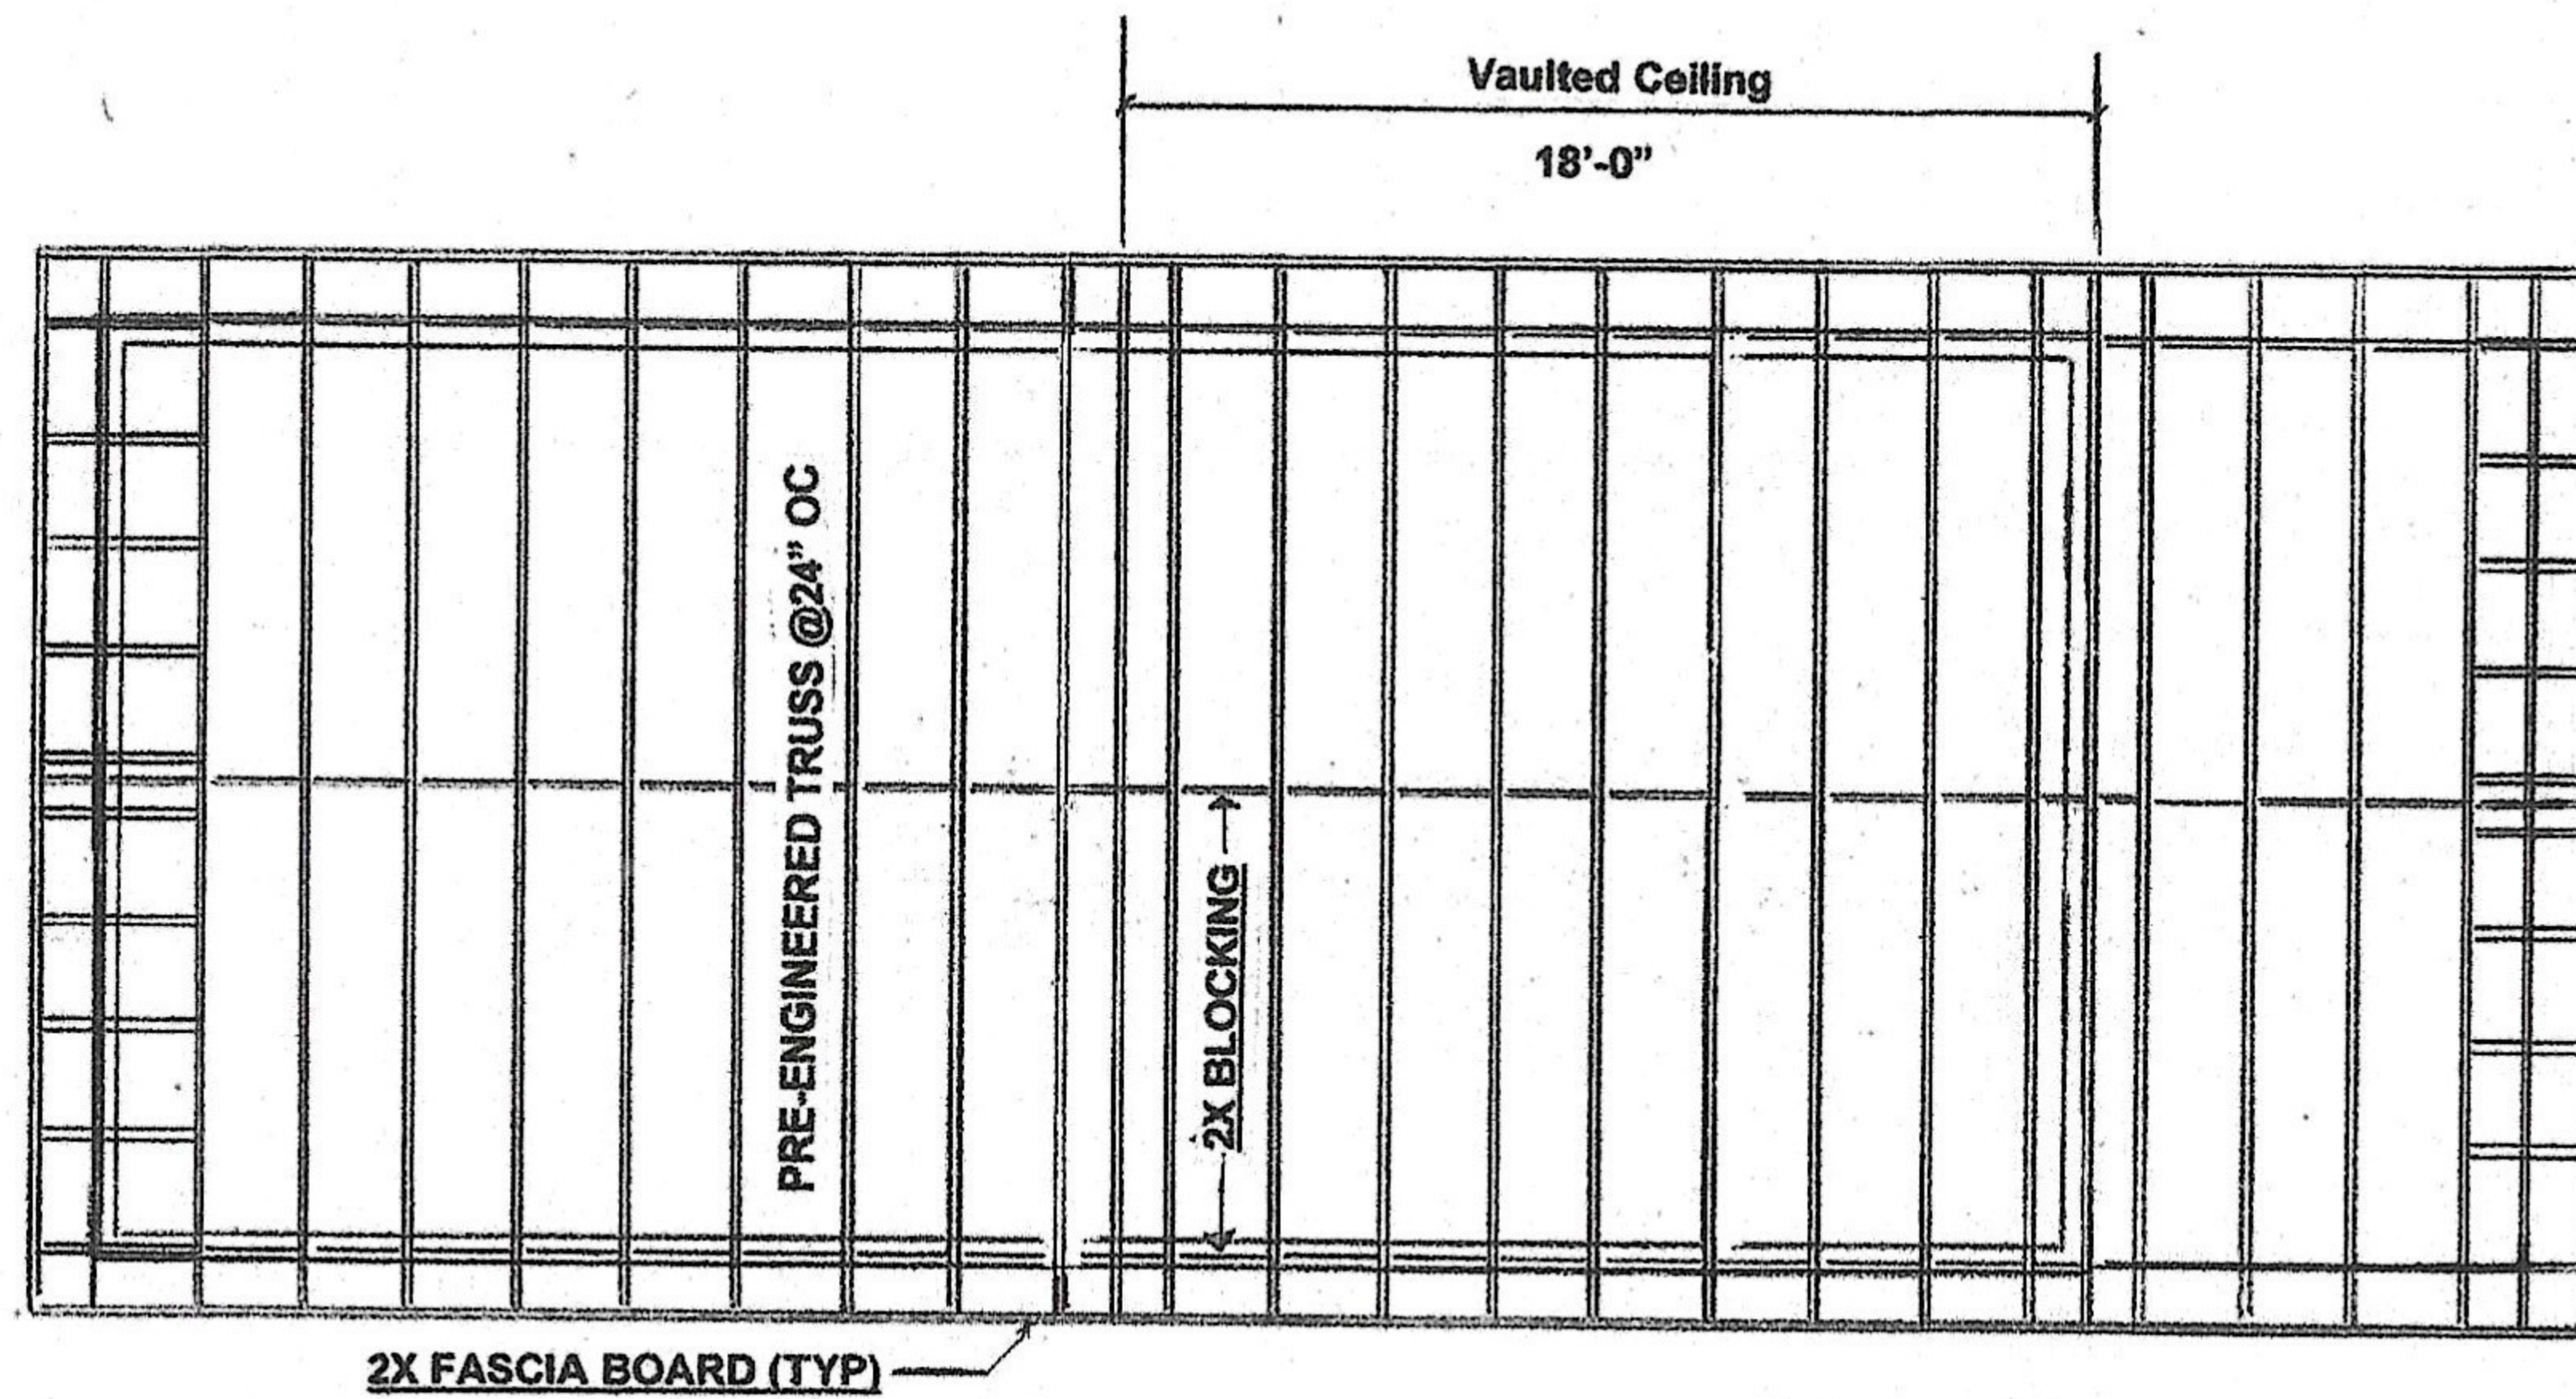 Vaulted Ceiling
18'-0"
PRE-ENGINEERED TRUSS @24" OC
2X BLOCKING
2X FASCIA BOARD (TYP)